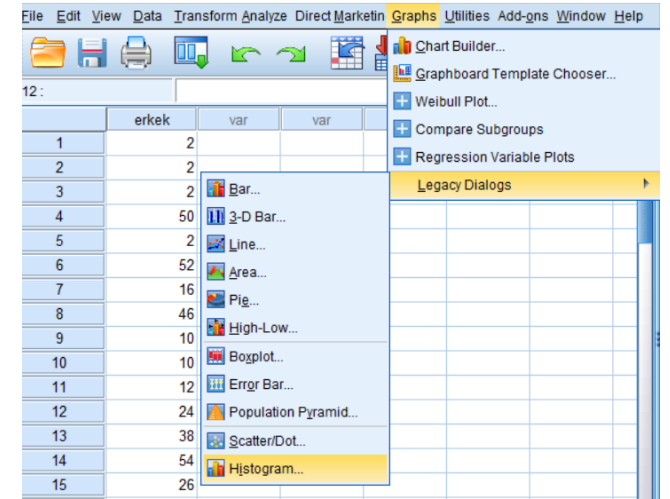 File Edit View Data Transform Analyze Direct Marketin Graphs Utilities Add-ons Window Help
Chart Builder...
Graphboard Template Chooser...
12 :
Weibull Plot...
erkek var var
Compare Subgroups
1 2
Regression Variable Plots
2 2
Legacy Dialogs
3 2
Bar...
4 50
3-D Bar...
5 2
Line...
6 52
Area...
7 16
Pie...
8 46
High-Low...
9 10
10 10
Boxplot...
11 12
Error Bar...
12 24
Population Pyramid...
13 38
Scatter/Dot...
14 54
Histogram...
15 26